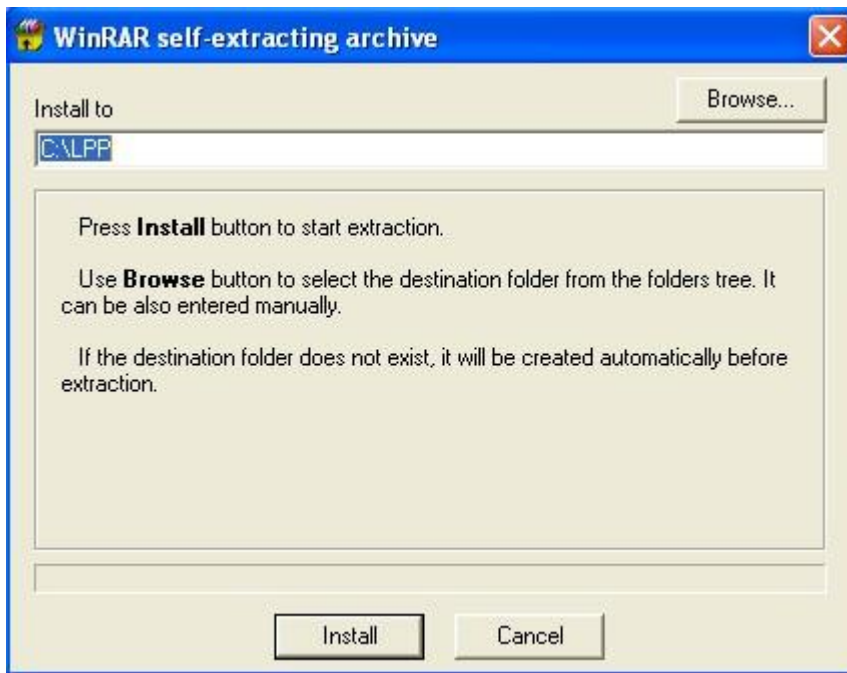 WinRAR self-extracting archive
Browse...
Install to
C:\LPP
Press Install button to start extraction.
Use Browse button to select the destination folder from the folders tree. It
can be also entered manually.
If the destination folder does not exist, it will be created automatically before
extraction.
Install
Cancel